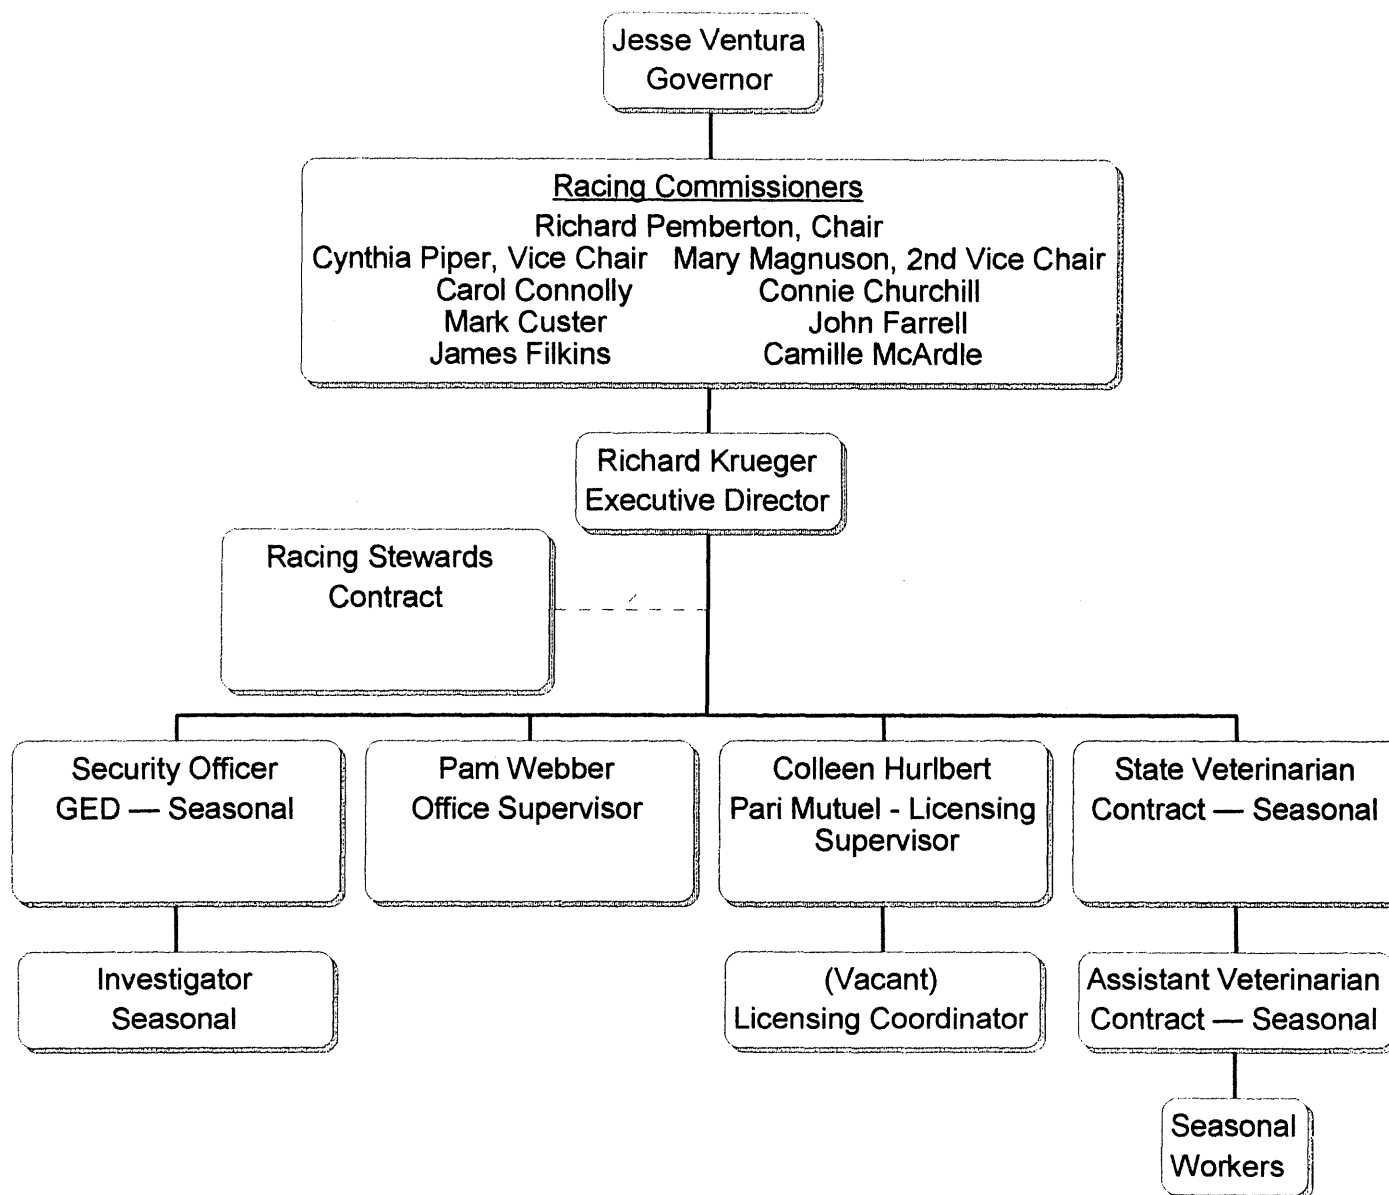 Jesse Ventura
Governor
Racing Commissioners
Richard Pemberton, Chair
Cynthia Piper, Vice Chair Mary Magnuson, 2nd Vice Chair
Carol Connolly Connie Churchill
Mark Custer John Farrell
James Filkins Camille McArdle
Richard Krueger
Executive Director
Racing Stewards
Contract
Security Officer
GED — Seasonal
Pam Webber
Office Supervisor
Colleen Hurlbert
Pari Mutuel - Licensing
Supervisor
State Veterinarian
Contract — Seasonal
Investigator
Seasonal
(Vacant)
Licensing Coordinator
Assistant Veterinarian
Contract — Seasonal
Seasonal
Workers